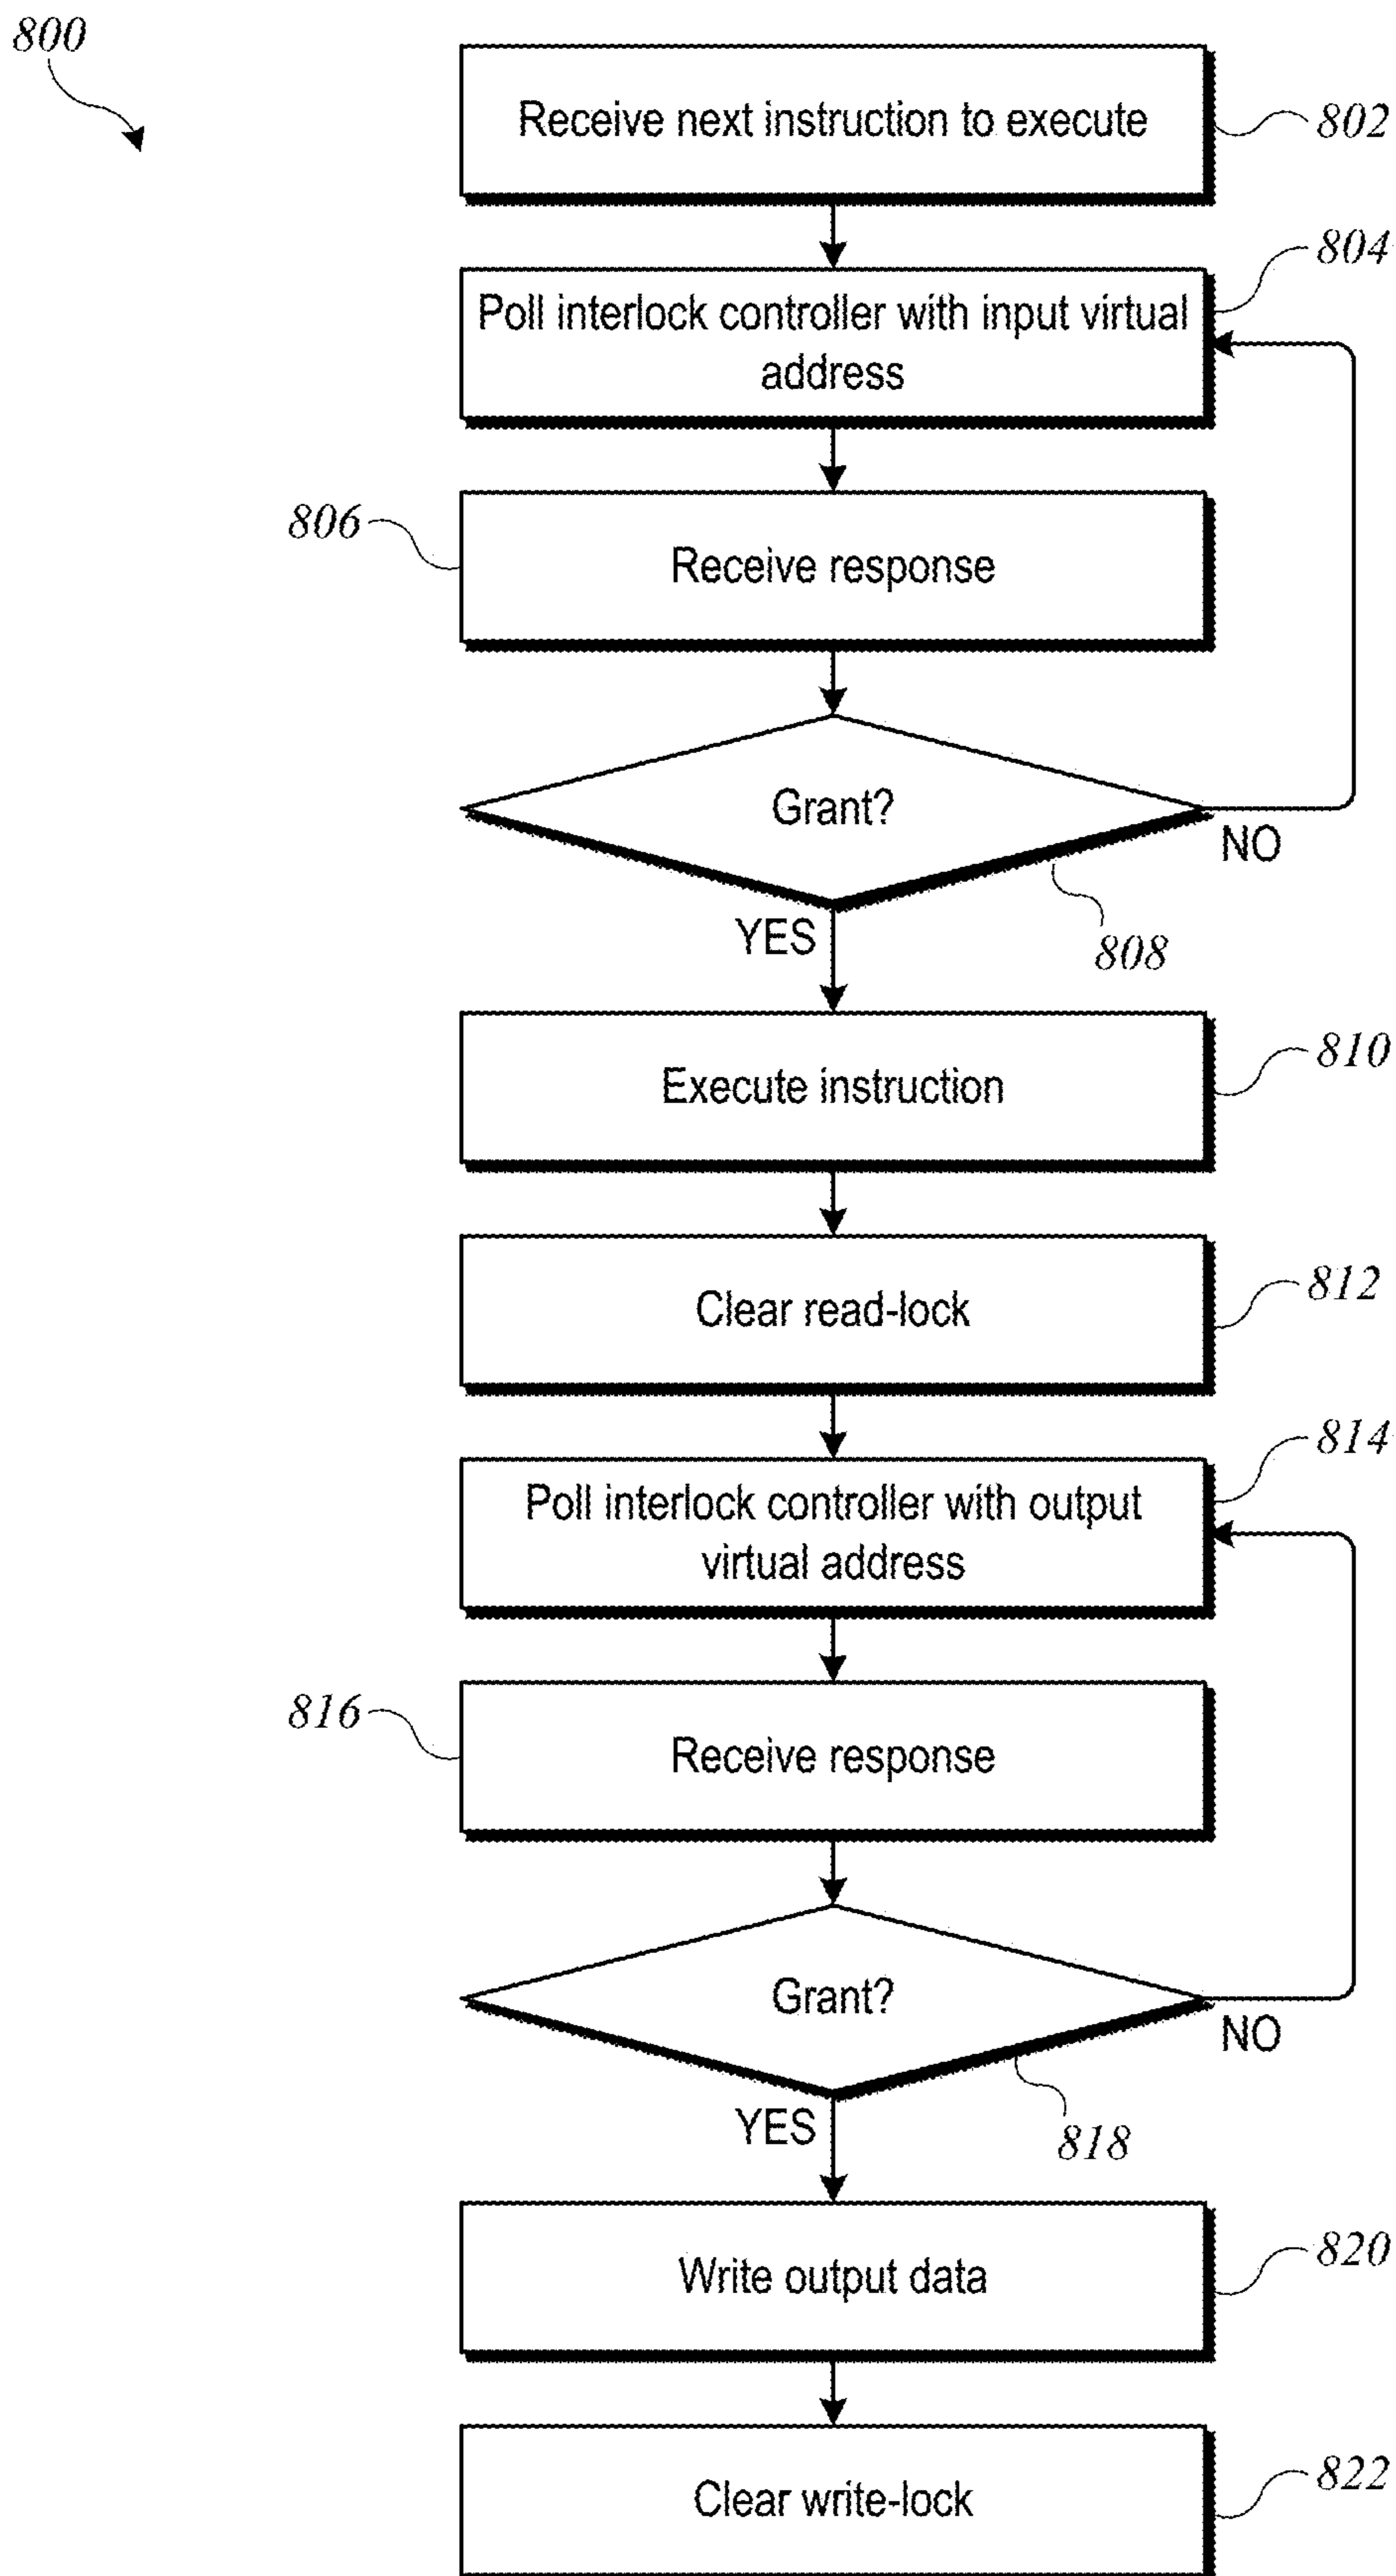 800
Receive next instruction to execute
802
804
Poll interlock controller with input virtual
address
806
Receive response
Grant?
NO
YES
808
810
Execute instruction
812
Clear read-lock
814
Poll interlock controller with output
virtual address
816
Receive response
Grant?
NO
YES
818
820
Write output data
822
Clear write-lock